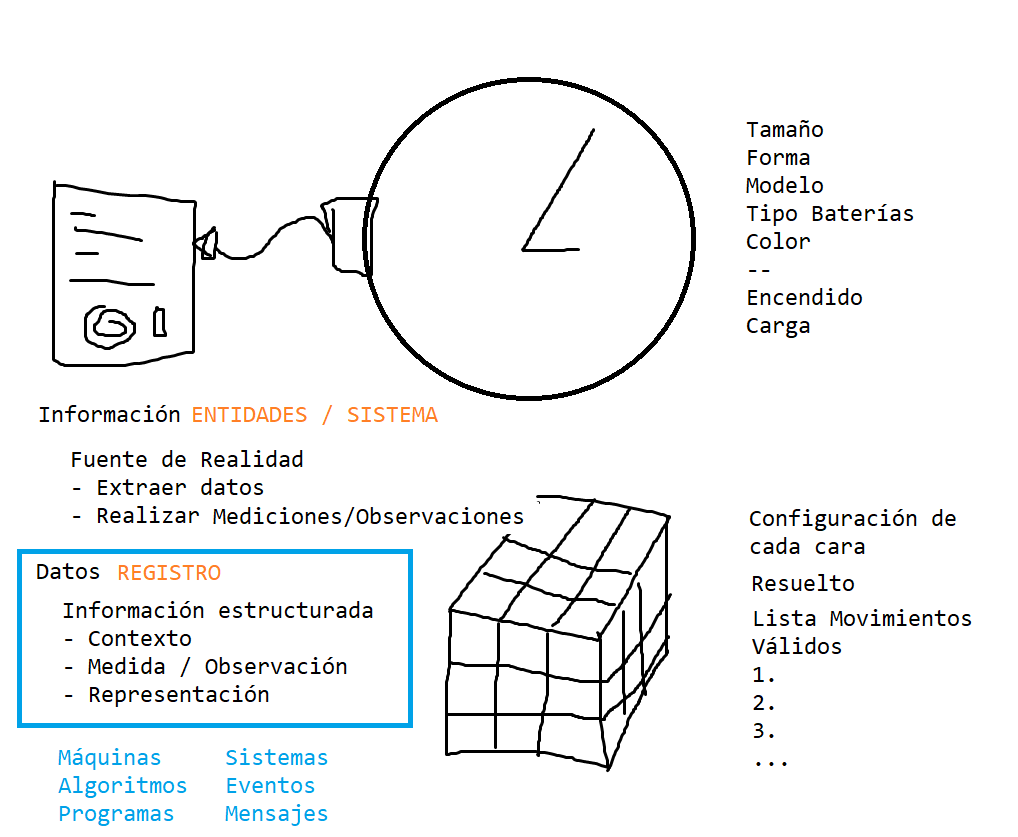 Tamaño
Forma
Modelo
Tipo Baterías
Color
--
Encendido
Carga
Información ENTIDADES / SISTEMA
Fuente de Realidad
- Extraer datos
- Realizar Mediciones/Observaciones
Datos REGISTRO
Información estructurada
- Contexto
- Medida / Observación
- Representación
Máquinas
Algoritmos
Programas
Sistemas
Eventos
Mensajes
Configuración de
cada cara
Resuelto
Lista Movimientos
Válidos
1.
2.
3.
...